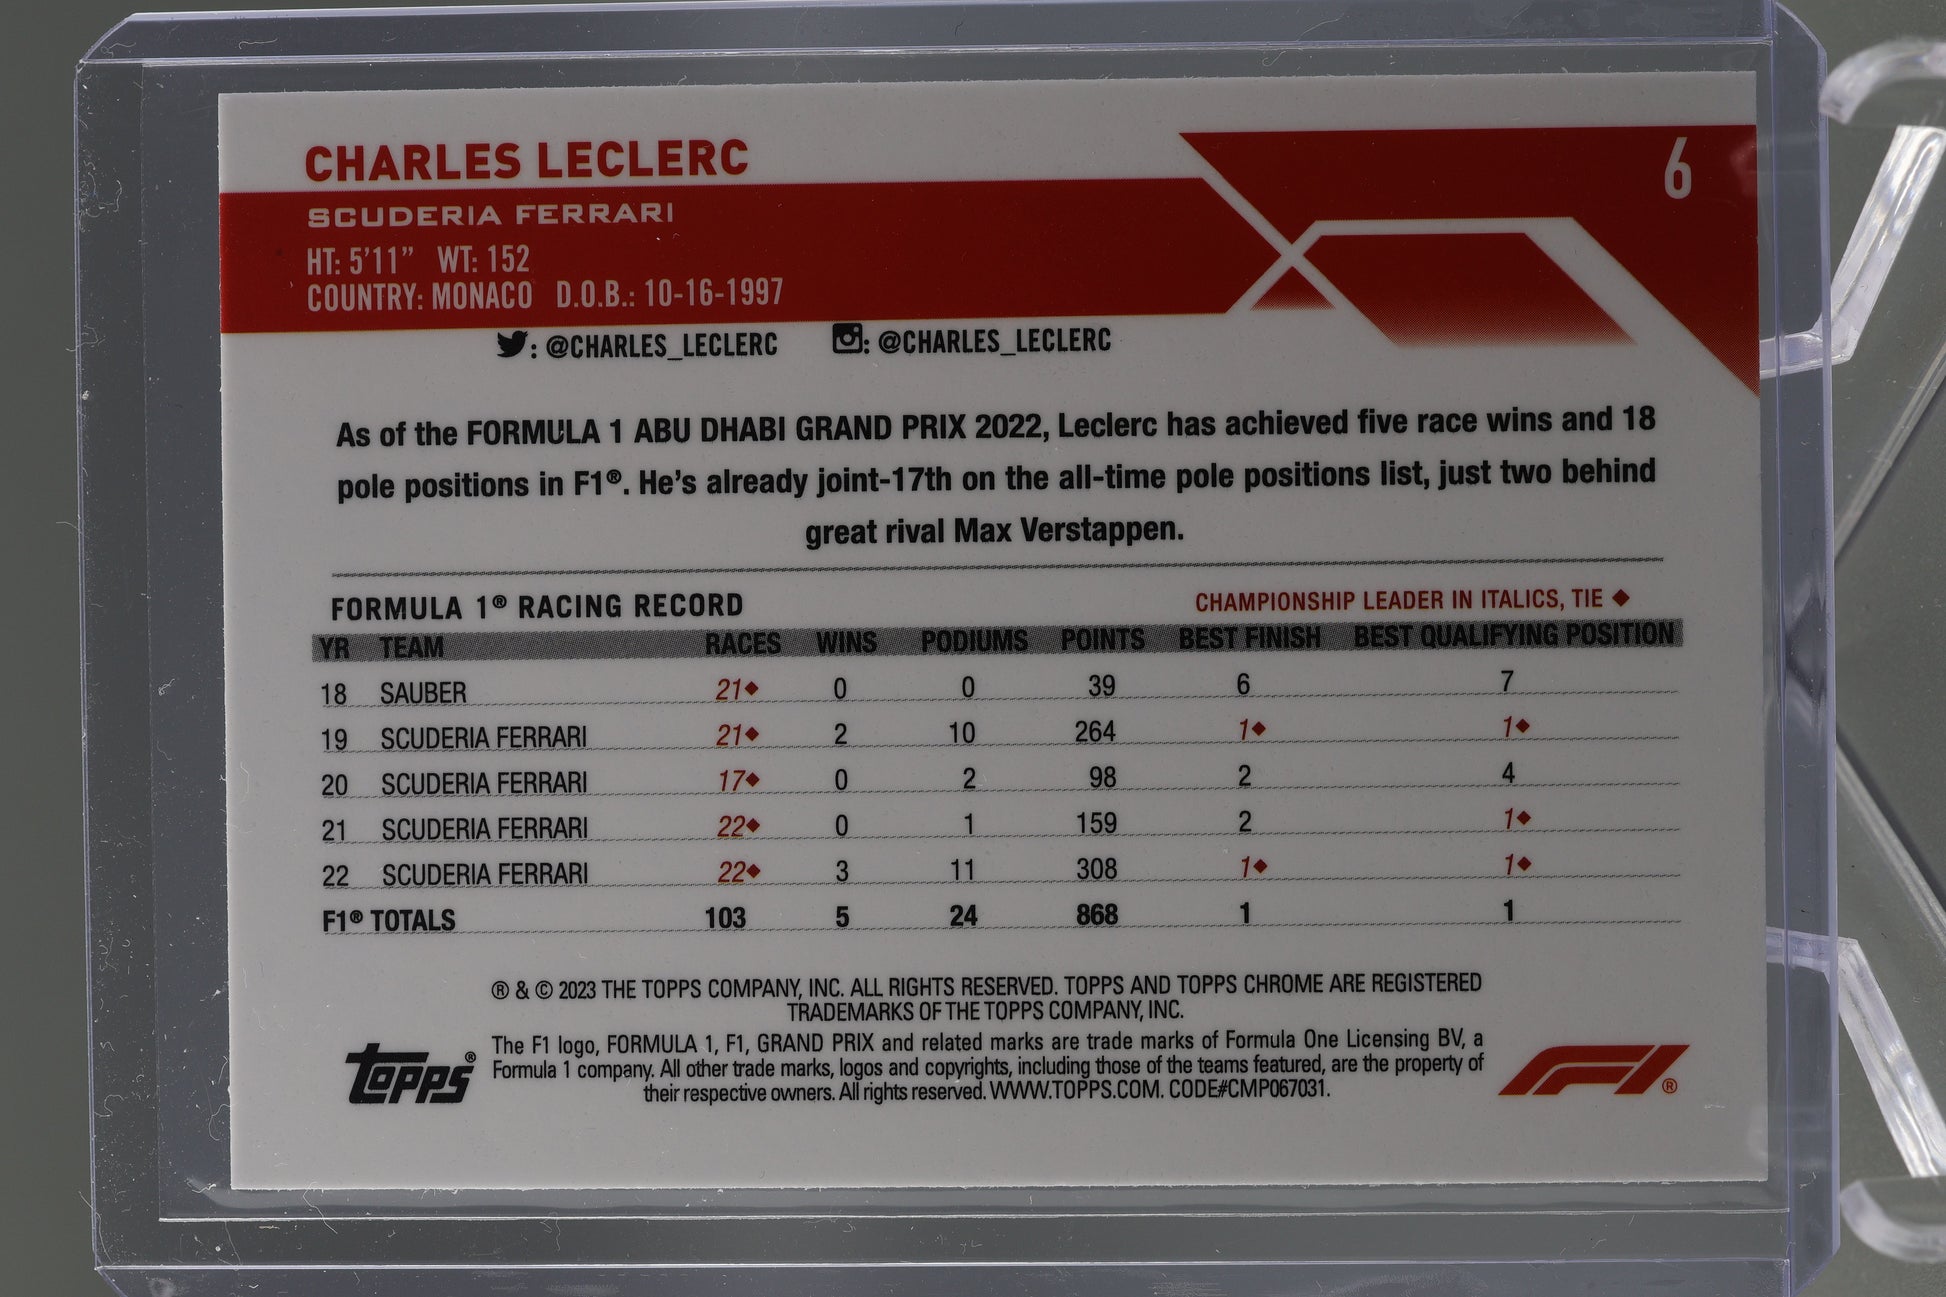 CHARLES LECLERC
6
SCUDERIA FERRARI
HT: 5'11" WT: 152
COUNTRY: MONACO D.O.B.: 10-16-1997
: @CHARLES_LECLERC : @CHARLES_LECLERC
As of the FORMULA 1 ABU DHABI GRAND PRIX 2022, Leclerc has achieved five race wins and 18
pole positions in F1®. He's already joint-17th on the all-time pole positions list, just two behind
great rival Max Verstappen.
FORMULA 1® RACING RECORD CHAMPIONSHIP LEADER IN ITALICS, TIE ◆
YR TEAM RACES WINS PODIUMS POINTS BEST FINISH BEST QUALIFYING POSITION
18 SAUBER 21◆ 0 0 39 6 7
19 SCUDERIA FERRARI 21◆ 2 10 264 1◆ 1◆
20 SCUDERIA FERRARI 17◆ 0 2 98 2 4
21 SCUDERIA FERRARI 22◆ 0 1 159 2 1◆
22 SCUDERIA FERRARI 22◆ 3 11 308 1◆ 1◆
F1® TOTALS 103 5 24 868 1 1
® & © 2023 THE TOPPS COMPANY, INC. ALL RIGHTS RESERVED. TOPPS AND TOPPS CHROME ARE REGISTERED
TRADEMARKS OF THE TOPPS COMPANY, INC.
The F1 logo, FORMULA 1, F1, GRAND PRIX and related marks are trade marks of Formula One Licensing BV, a
Formula 1 company. All other trade marks, logos and copyrights, including those of the teams featured, are the property of
their respective owners. All rights reserved. WWW.TOPPS.COM. CODE#CMP067031.
Topps®
F1®